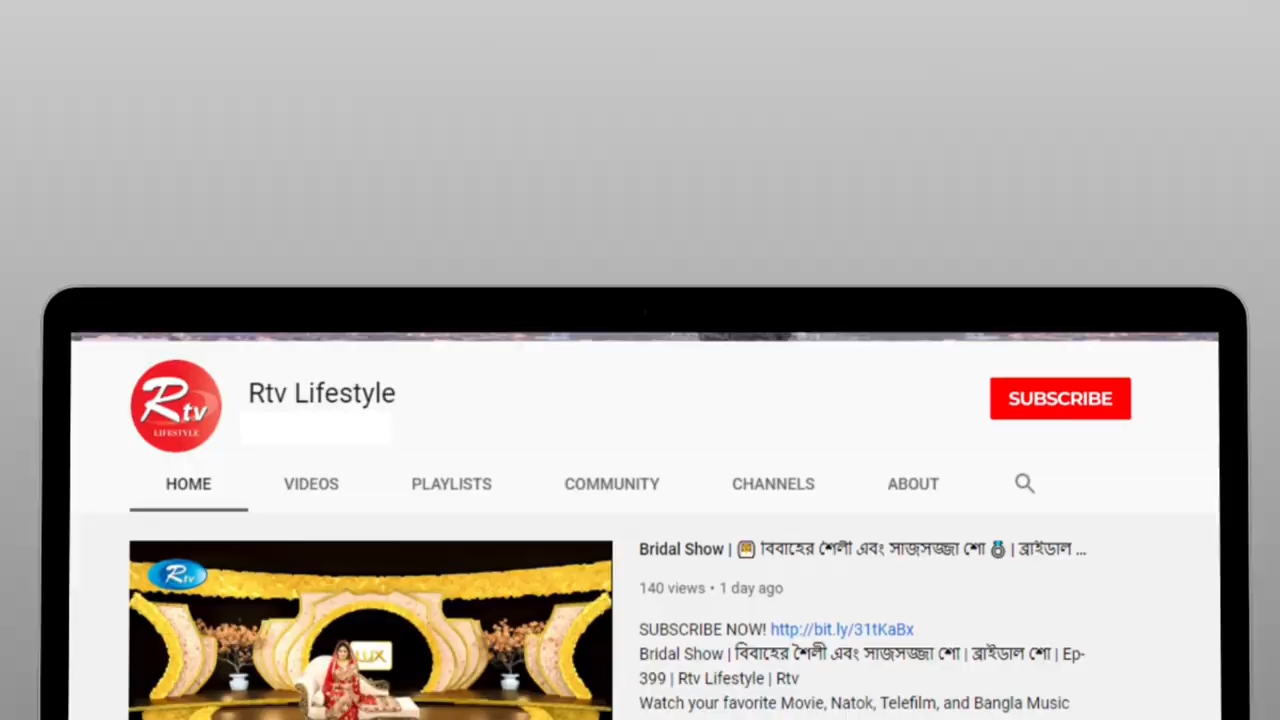 Rtv
LIFESTYLE
Rtv Lifestyle
SUBSCRIBE
HOME
VIDEOS
PLAYLISTS
COMMUNITY
CHANNELS
ABOUT
Rtv
LUX
Bridal Show | 👰 বিবাহের শৈলী এবং সাজসজ্জা শো 💍 | ব্রাইডাল ...
140 views • 1 day ago
SUBSCRIBE NOW! http://bit.ly/31tKaBx
Bridal Show | বিবাহের শৈলী এবং সাজসজ্জা শো | ব্রাইডাল শো | Ep-
399 | Rtv Lifestyle | Rtv
Watch your favorite Movie, Natok, Telefilm, and Bangla Music